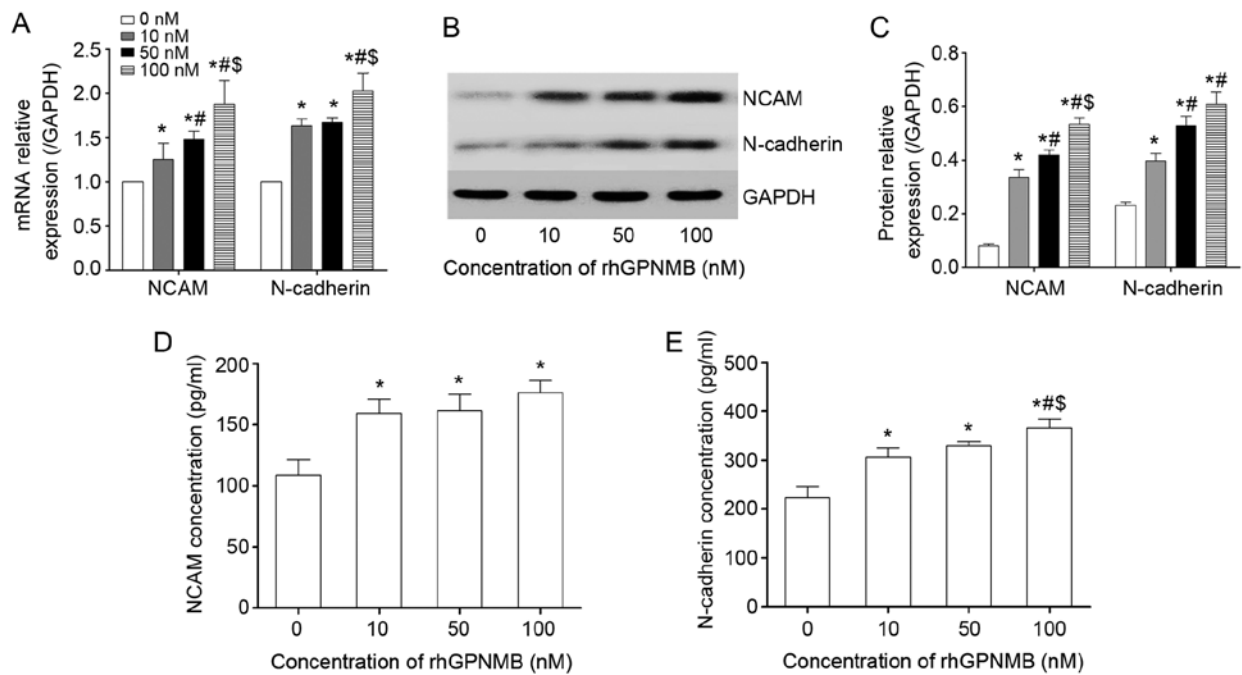 A
0 nM
10 nM
50 nM
100 nM
mRNA relative
expression (/GAPDH)
2.5
2.0
1.5
1.0
0.5
0.0
*
*#
*#$
*
*
*#$
NCAM
N-cadherin
B
NCAM
N-cadherin
GAPDH
0 10 50 100
Concentration of rhGPNMB (nM)
C
Protein relative
expression (/GAPDH)
0.8
0.6
0.4
0.2
0.0
*
*#
*#$
*
*#
*#
NCAM
N-cadherin
D
NCAM concentration (pg/ml)
200
150
100
50
0
*
*
*
0 10 50 100
Concentration of rhGPNMB (nM)
E
N-cadherin concentration (pg/ml)
500
400
300
200
100
0
*
*
*#$
0 10 50 100
Concentration of rhGPNMB (nM)